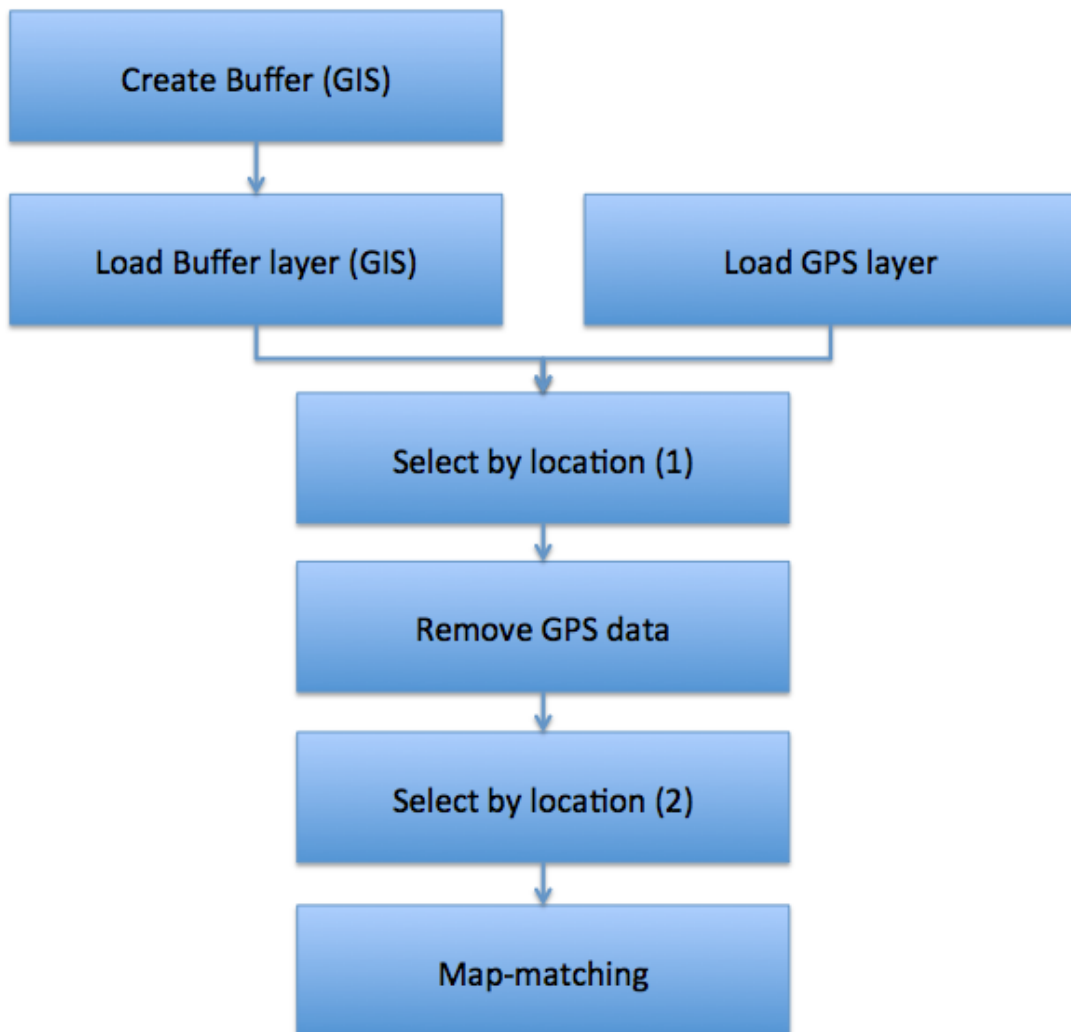 Create Buffer (GIS)
Load Buffer layer (GIS)
Load GPS layer
Select by location (1)
Remove GPS data
Select by location (2)
Map-matching